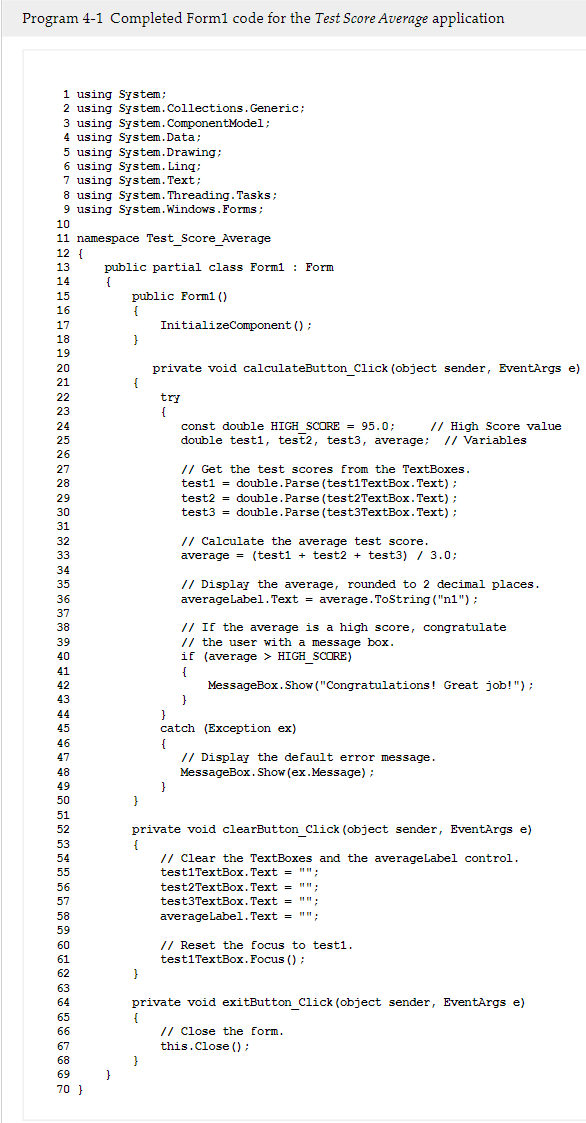 Program 4-1 Completed Form1 code for the Test Score Average application
1 using System;
2 using System.Collections.Generic;
3 using System.ComponentModel;
4 using System.Data;
5 using System.Drawing;
6 using System.Linq;
7 using System.Text;
8 using System.Threading.Tasks;
9 using System.Windows.Forms;
10
11 namespace Test_Score_Average
12 {
13     public partial class Form1 : Form
14     {
15         public Form1()
16         {
17             InitializeComponent();
18         }
19
20            private void calculateButton_Click(object sender, EventArgs e)
21         {
22             try
23             {
24                const double HIGH_SCORE = 95.0;     // High Score value
25                double test1, test2, test3, average;  // Variables
26
27                // Get the test scores from the TextBoxes.
28                test1 = double.Parse(test1TextBox.Text);
29                test2 = double.Parse(test2TextBox.Text);
30                test3 = double.Parse(test3TextBox.Text);
31
32                // Calculate the average test score.
33                average = (test1 + test2 + test3) / 3.0;
34
35                // Display the average, rounded to 2 decimal places.
36                averageLabel.Text = average.ToString("n1");
37
38                // If the average is a high score, congratulate
39                // the user with a message box.
40                if (average > HIGH_SCORE)
41                {
42                    MessageBox.Show("Congratulations! Great job!");
43                }
44             }
45             catch (Exception ex)
46             {
47                // Display the default error message.
48                MessageBox.Show(ex.Message);
49             }
50         }
51
52         private void clearButton_Click(object sender, EventArgs e)
53         {
54             // Clear the TextBoxes and the averageLabel control.
55             test1TextBox.Text = "";
56             test2TextBox.Text = "";
57             test3TextBox.Text = "";
58             averageLabel.Text = "";
59
60             // Reset the focus to test1.
61             test1TextBox.Focus();
62         }
63
64         private void exitButton_Click(object sender, EventArgs e)
65         {
66             // Close the form.
67             this.Close();
68         }
69     }
70 }